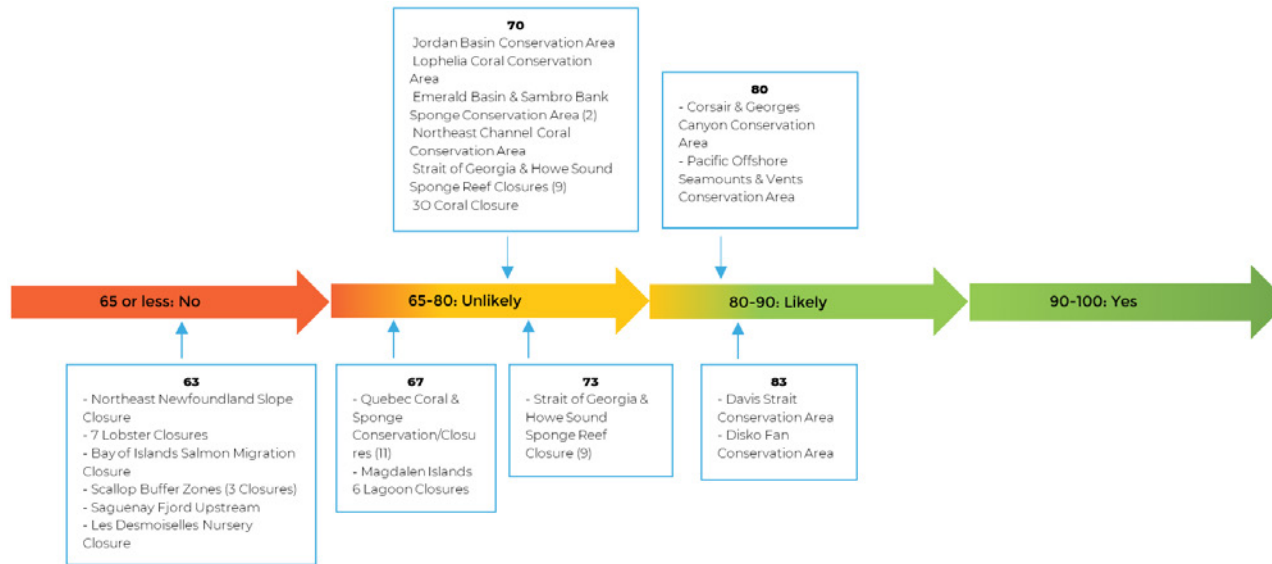 70
Jordan Basin Conservation Area
Lophelia Coral Conservation
Area
Emerald Basin & Sambro Bank
Sponge Conservation Area (2)
Northeast Channel Coral
Conservation Area
Strait of Georgia & Howe Sound
Sponge Reef Closures (9)
3O Coral Closure
80
- Corsair & Georges
Canyon Conservation
Area
- Pacific Offshore
Seamounts & Vents
Conservation Area
65 or less: No
65-80: Unlikely
80-90: Likely
90-100: Yes
63
- Northeast Newfoundland Slope
Closure
- 7 Lobster Closures
- Bay of Islands Salmon Migration
Closure
- Scallop Buffer Zones (3 Closures)
- Saguenay Fjord Upstream
- Les Desmoiselles Nursery
Closure
67
- Quebec Coral &
Sponge
Conservation/Closu
res (11)
- Magdalen Islands
6 Lagoon Closures
73
- Strait of Georgia &
Howe Sound
Sponge Reef
Closure (9)
83
- Davis Strait
Conservation Area
- Disko Fan
Conservation Area